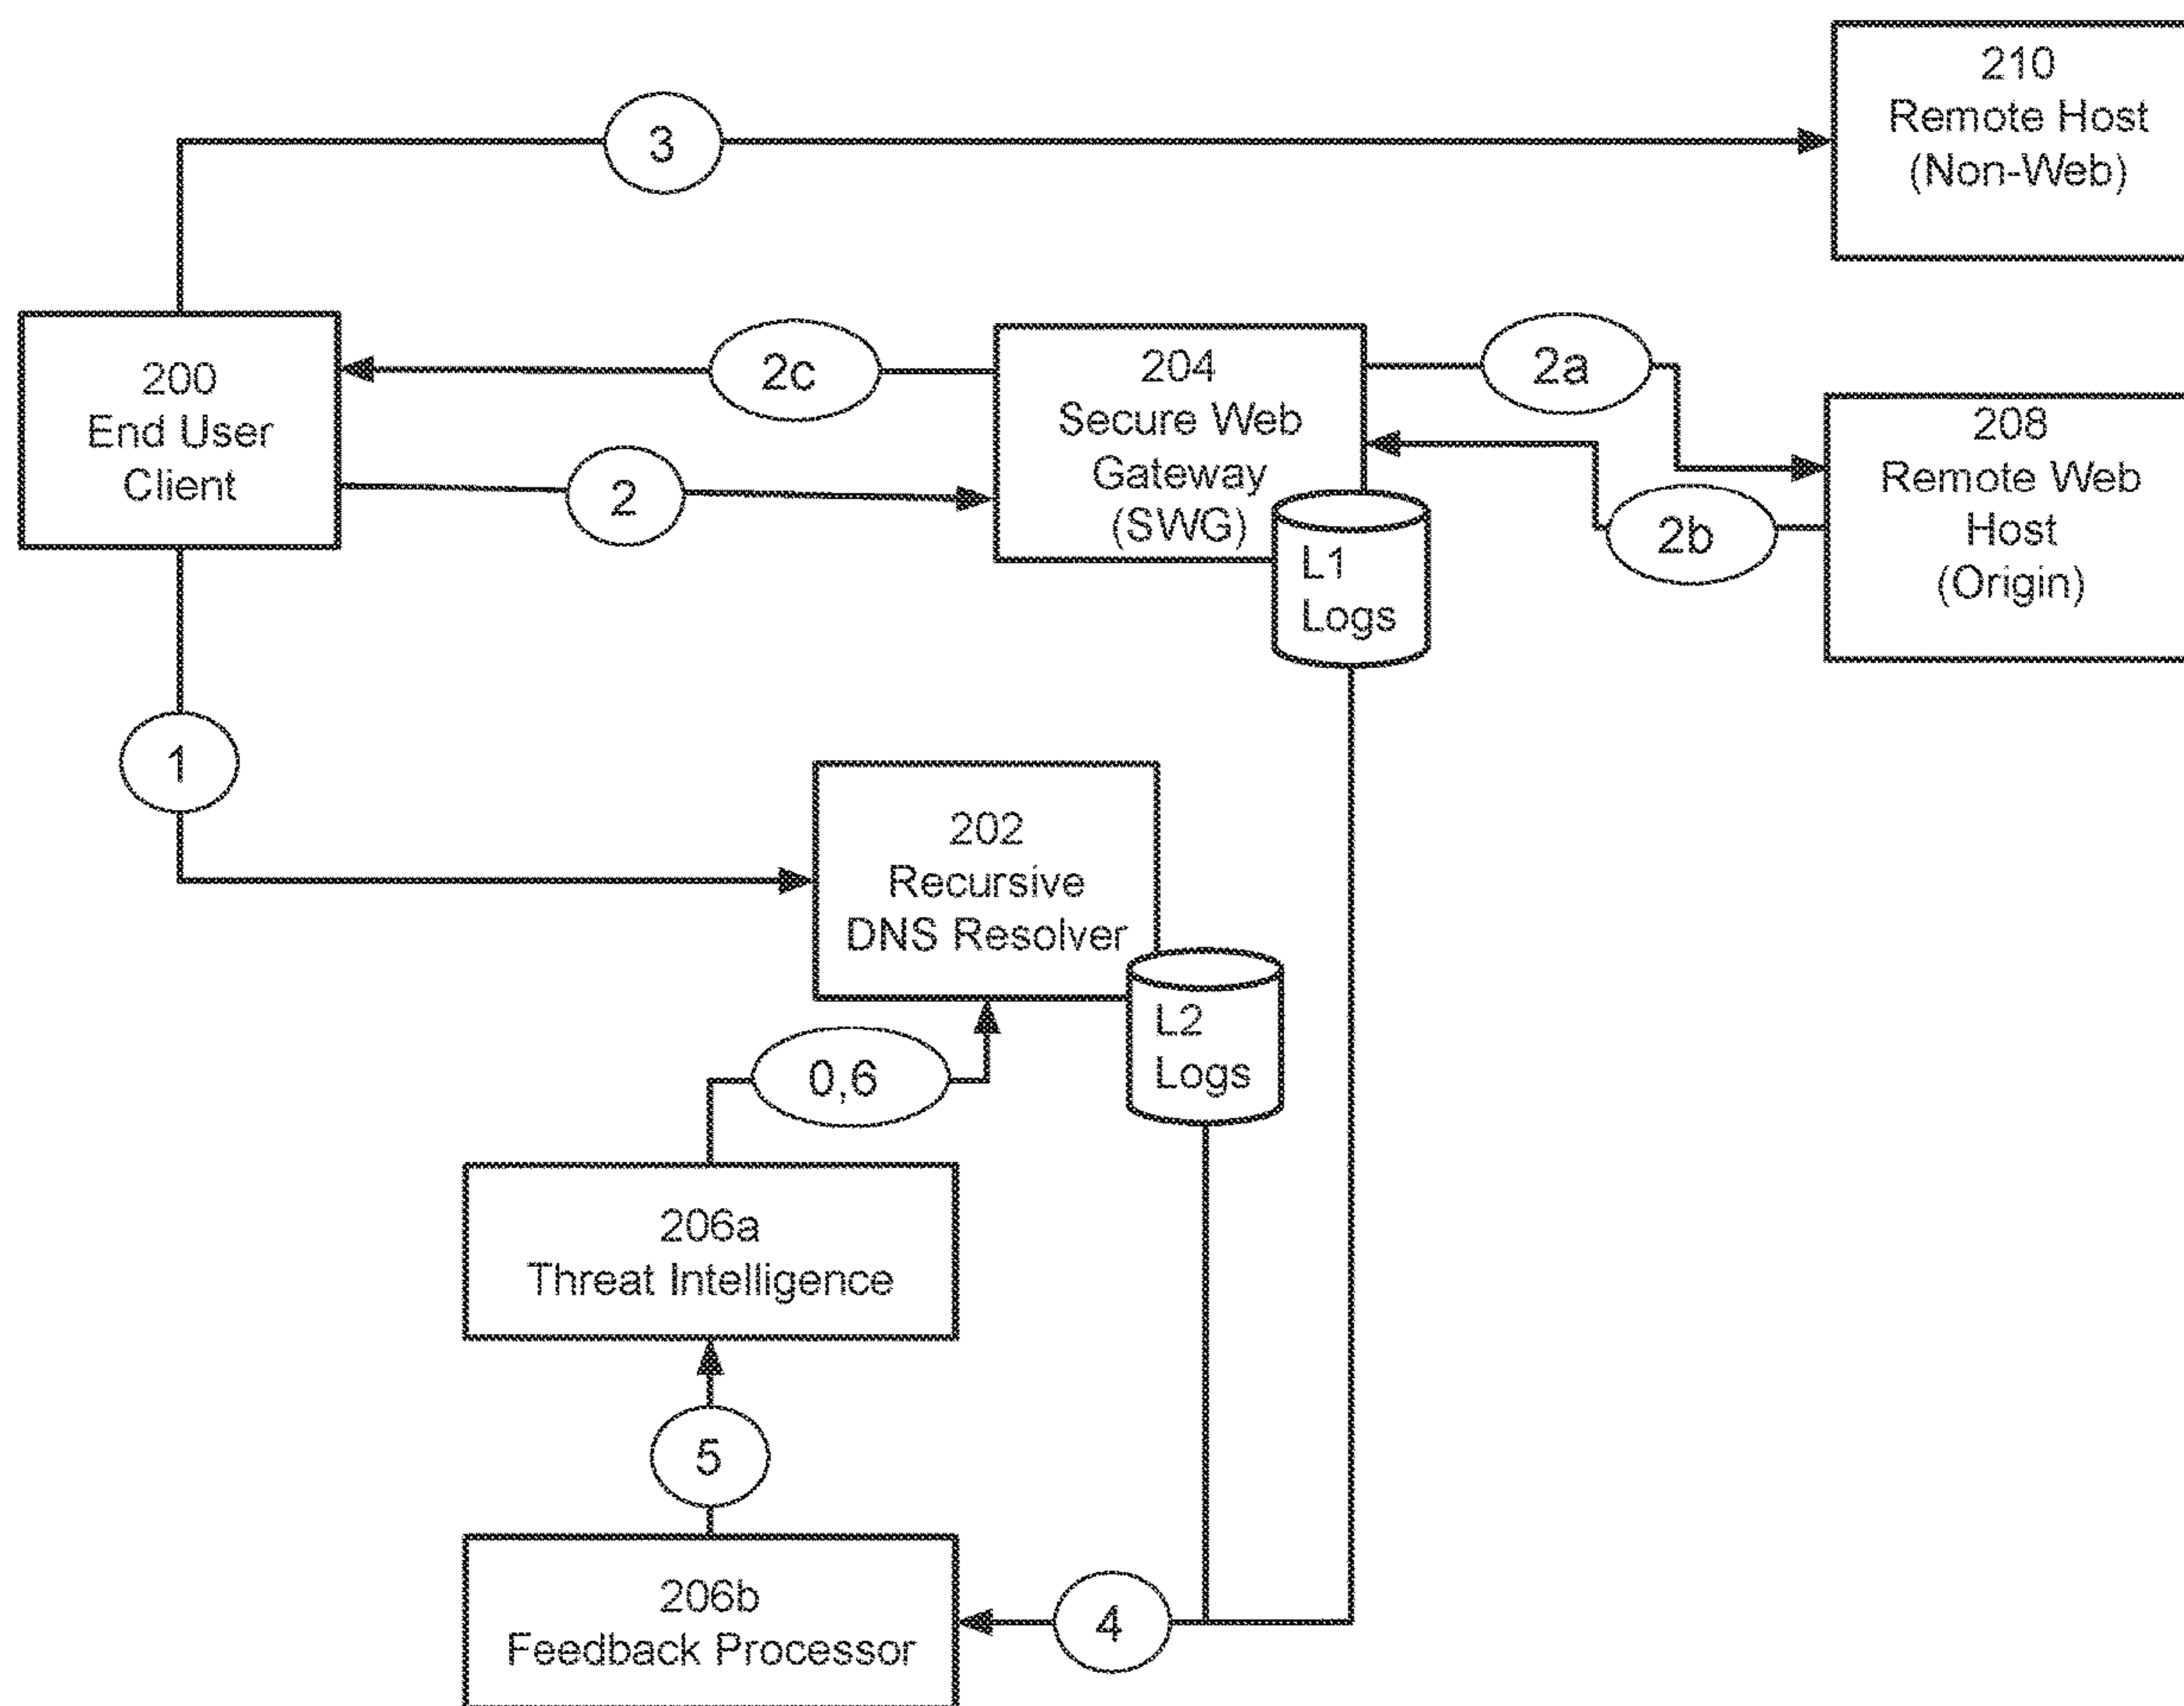 210
Remote Host
(Non-Web)
3
200
End User
Client
2c
2
204
Secure Web
Gateway
(SWG)
L1
Logs
2a
2b
208
Remote Web
Host
(Origin)
1
202
Recursive
DNS Resolver
L2
Logs
0,6
206a
Threat Intelligence
5
206b
Feedback Processor
4